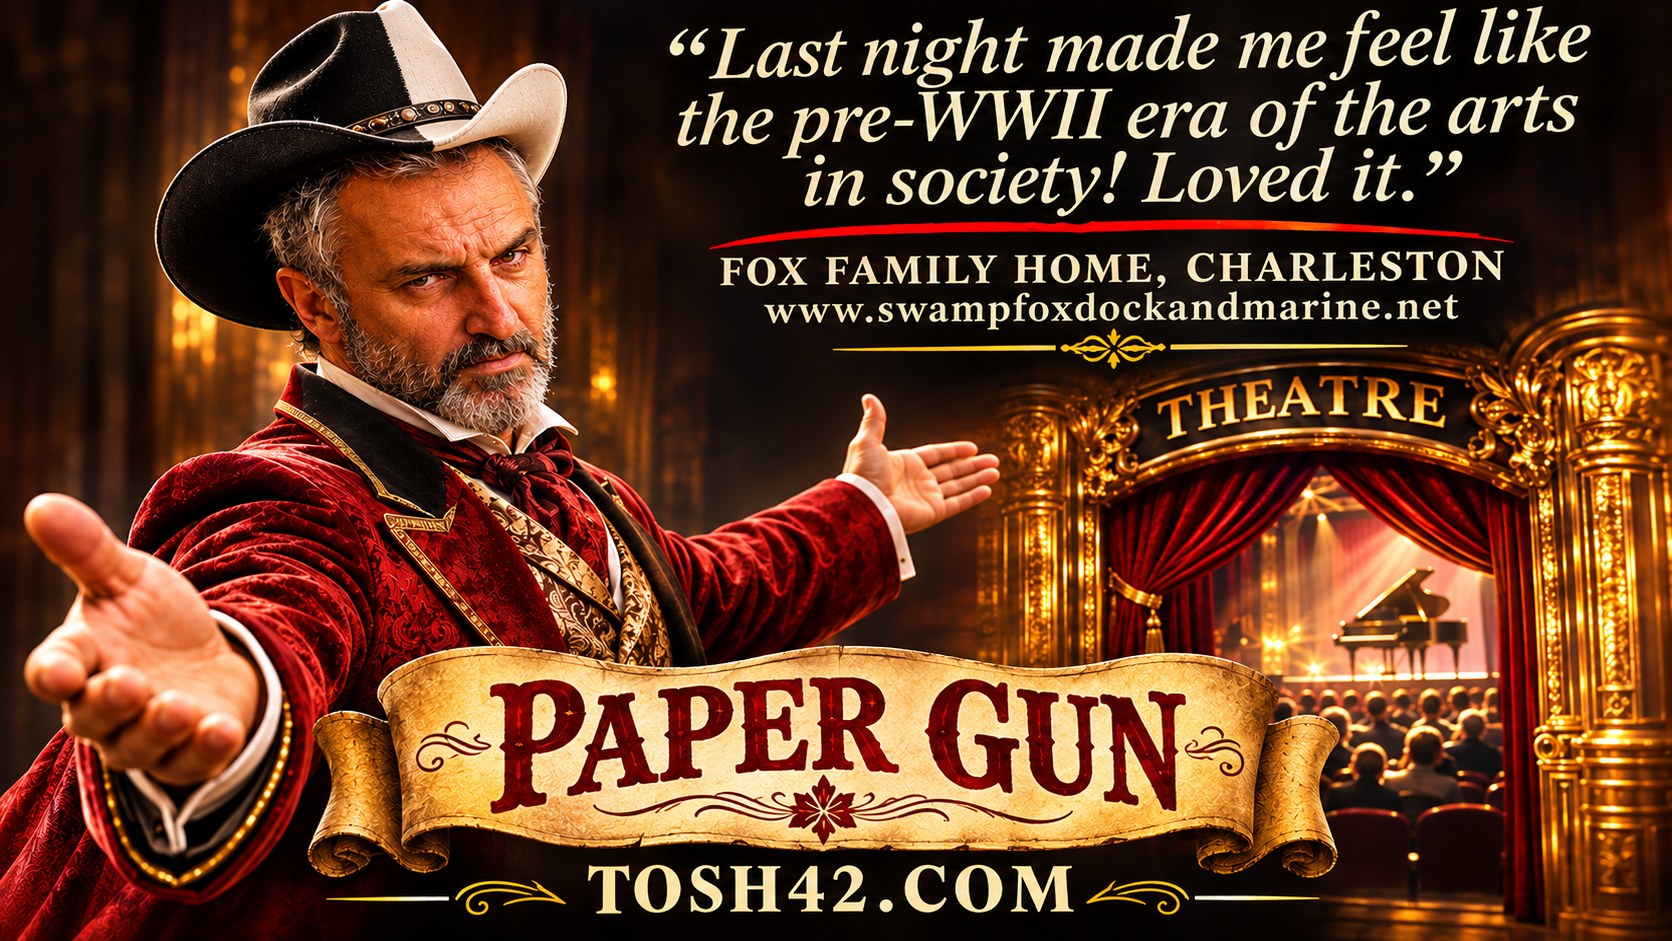 “Last night made me feel like
the pre-WWII era of the arts
in society! Loved it.”
FOX FAMILY HOME, CHARLESTON
www.swampfoxdockandmarine.net
THEATRE
PAPER GUN
TOSH42.COM